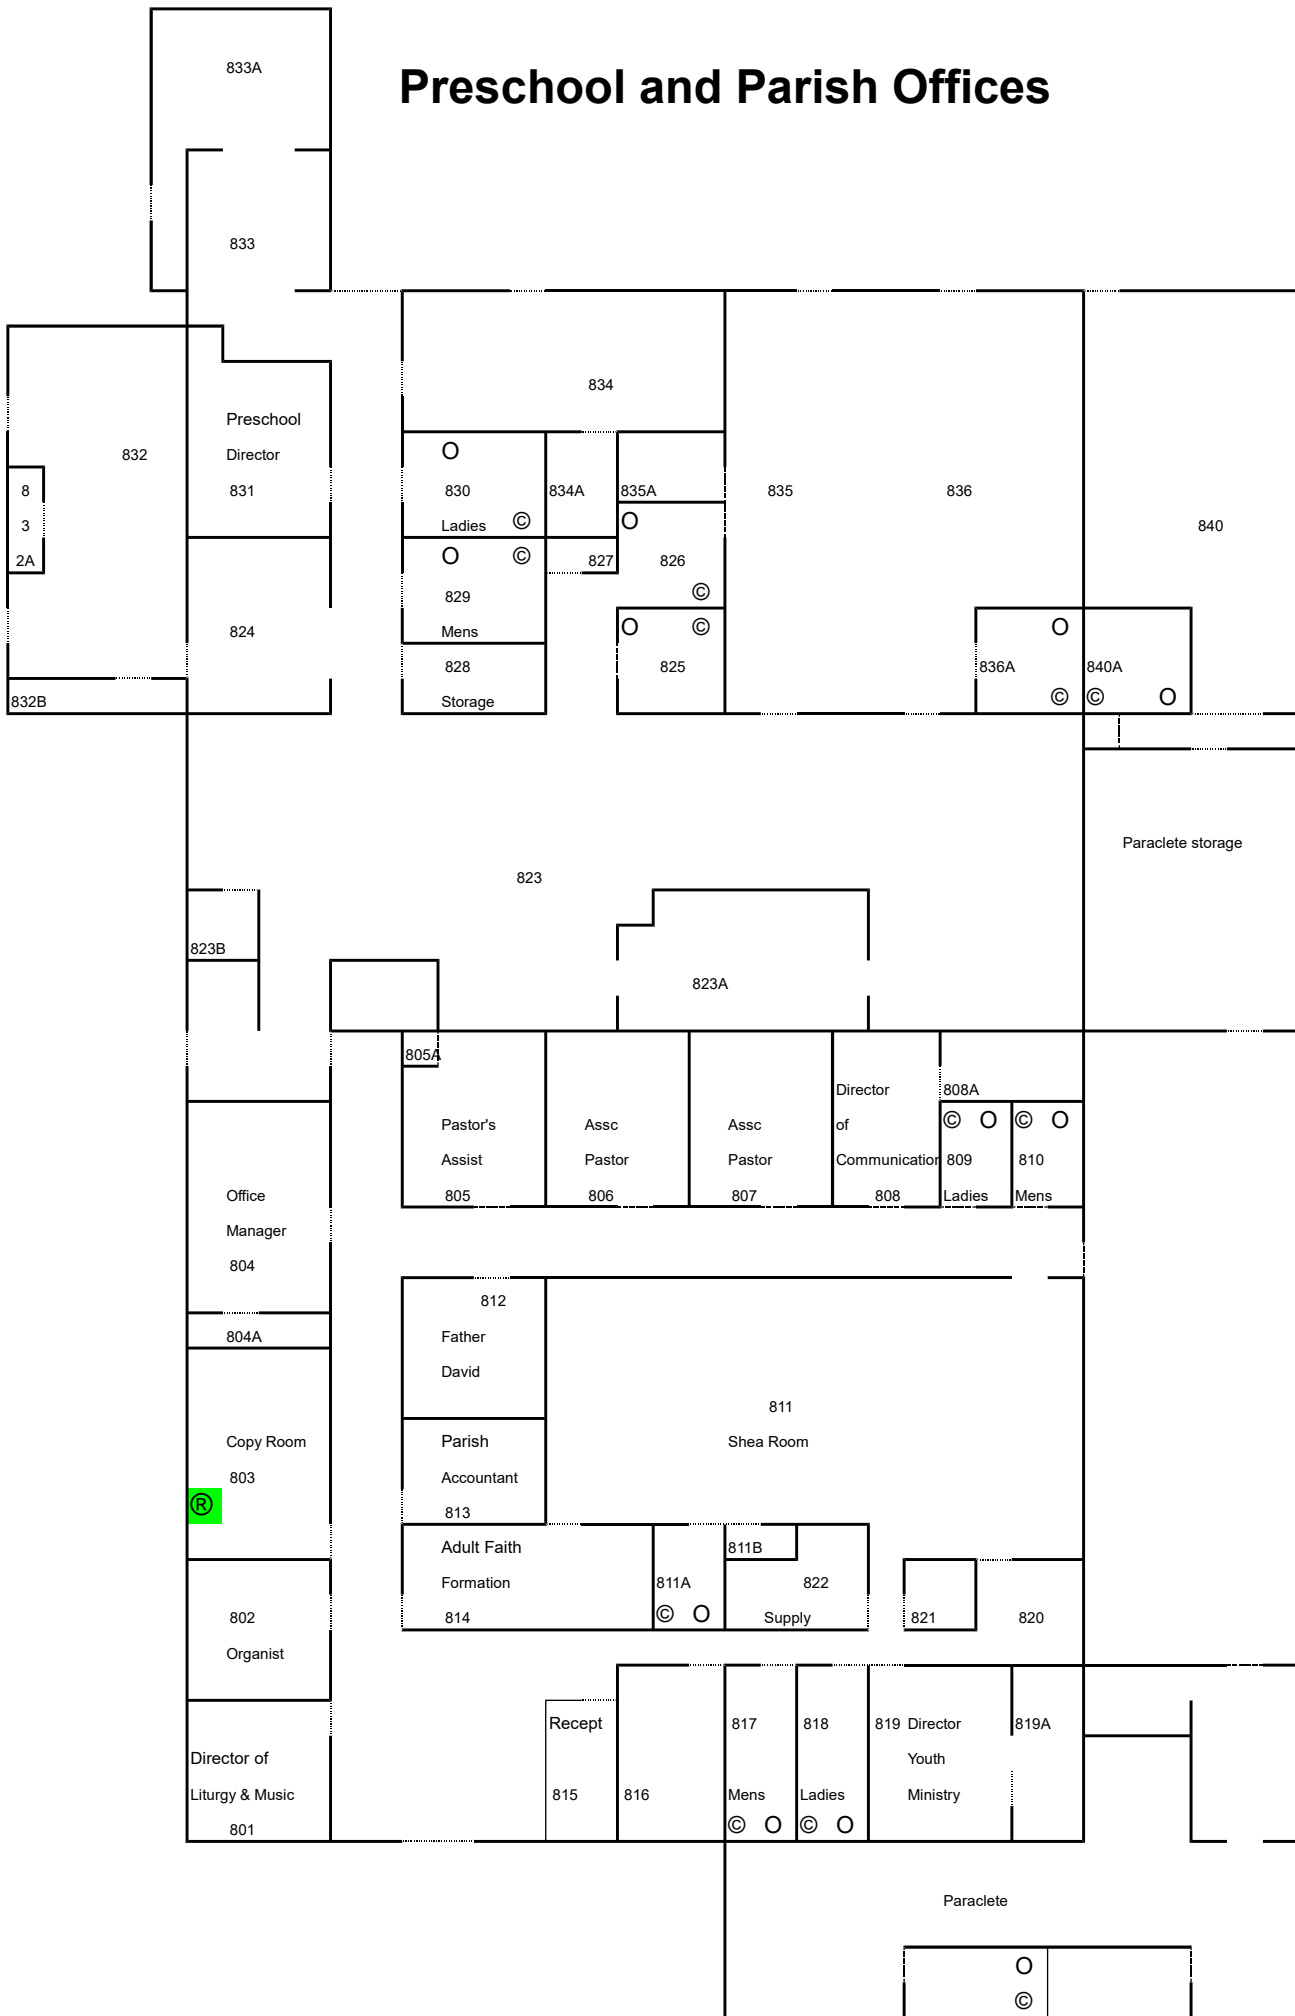 833A
Preschool and Parish Offices
833
834
Preschool
Director
831
832
8
3
2A
O
830
Ladies ©
834A
835A
835
836
840
O ©
829
Mens
827
O
826
©
824
828
Storage
O ©
825
O
836A
©
840A
© O
832B
Paraclete storage
823
823B
823A
805A
Pastor's
Assist
805
Assc
Pastor
806
Assc
Pastor
807
Director
of
Communication
808
808A
© O
809
Ladies
© O
810
Mens
Office
Manager
804
804A
812
Father
David
811
Shea Room
Copy Room
803
®
Parish
Accountant
813
Adult Faith
Formation
814
811A
© O
811B
822
Supply
821
820
802
Organist
Recept
815
816
817
Mens
© O
818
Ladies
© O
819 Director
Youth
Ministry
819A
Director of
Liturgy & Music
801
Paraclete
O
©